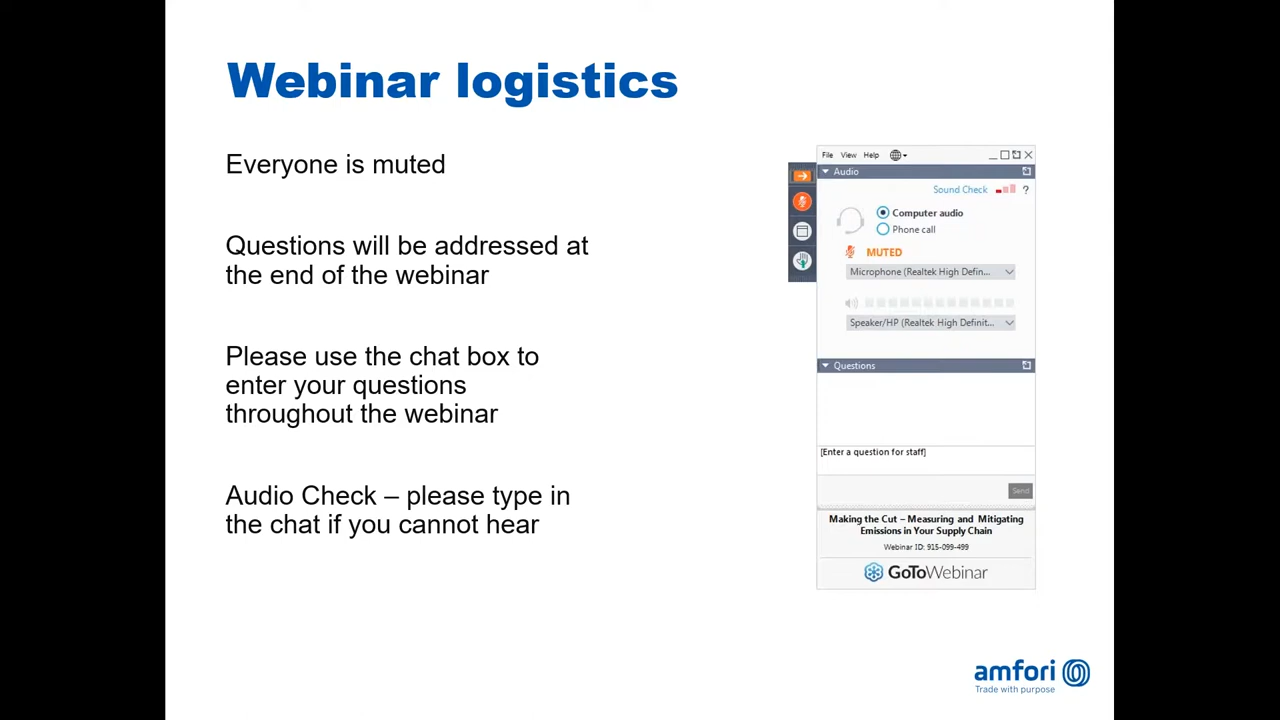 Webinar logistics
Everyone is muted
Questions will be addressed at
the end of the webinar
Please use the chat box to
enter your questions
throughout the webinar
Audio Check – please type in
the chat if you cannot hear
File View Help
Audio
Sound Check ?
Computer audio
Phone call
MUTED
Microphone (Realtek High Defin...
Speaker/HP (Realtek High Definit...
Questions
[Enter a question for staff]
Send
Making the Cut – Measuring and Mitigating
Emissions in Your Supply Chain
Webinar ID: 915-099-499
GoToWebinar
amfori
Trade with purpose